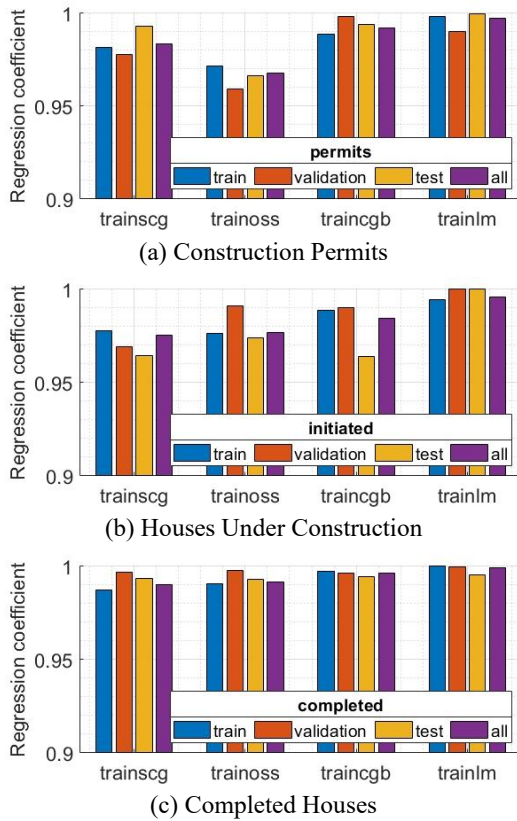 Regression coefficient
1
0.95
0.9
permits
train validation test all
trainscg trainoss traincgb trainlm
(a) Construction Permits
Regression coefficient
1
0.95
0.9
initiated
train validation test all
trainscg trainoss traincgb trainlm
(b) Houses Under Construction
Regression coefficient
1
0.95
0.9
completed
train validation test all
trainscg trainoss traincgb trainlm
(c) Completed Houses